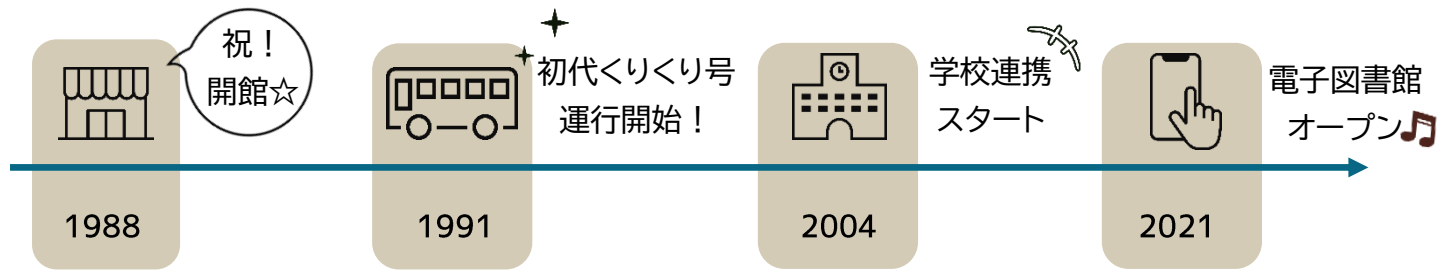 祝！
開館☆
初代くりくり号
運行開始！
学校連携
スタート
電子図書館
オープン🎵
1988
1991
2004
2021